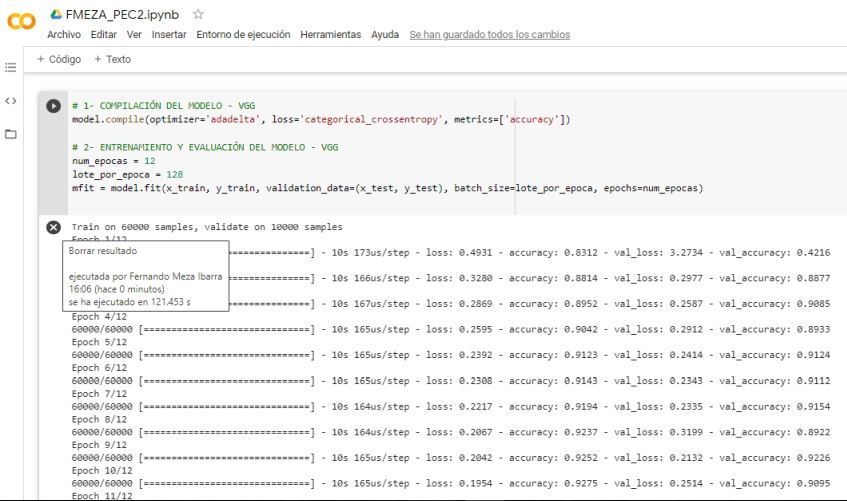 FMEZA_PEC2.ipynb
Archivo Editar Ver Insertar Entorno de ejecución Herramientas Ayuda Se han guardado todos los cambios
+ Código + Texto
# 1- COMPILACIÓN DEL MODELO - VGG
model.compile(optimizer='adadelta', loss='categorical_crossentropy', metrics=['accuracy'])
# 2- ENTRENAMIENTO Y EVALUACIÓN DEL MODELO - VGG
num_epocas = 12
lote_por_epoca = 128
mfit = model.fit(x_train, y_train, validation_data=(x_test, y_test), batch_size=lote_por_epoca, epochs=num_epocas)
Train on 60000 samples, validate on 10000 samples
Epoch 1/12
Borrar resultado
==============] - 10s 173us/step - loss: 0.4931 - accuracy: 0.8312 - val_loss: 3.2734 - val_accuracy: 0.4216
ejecutada por Fernando Meza Ibarra
==============] - 10s 166us/step - loss: 0.3280 - accuracy: 0.8814 - val_loss: 0.2977 - val_accuracy: 0.8877
16:06 (hace 0 minutos)
se ha ejecutado en 121.453 s
==============] - 10s 167us/step - loss: 0.2869 - accuracy: 0.8952 - val_loss: 0.2587 - val_accuracy: 0.9085
Epoch 4/12
60000/60000 [==============================] - 10s 165us/step - loss: 0.2595 - accuracy: 0.9042 - val_loss: 0.2912 - val_accuracy: 0.8933
Epoch 5/12
60000/60000 [==============================] - 10s 165us/step - loss: 0.2392 - accuracy: 0.9123 - val_loss: 0.2414 - val_accuracy: 0.9124
Epoch 6/12
60000/60000 [==============================] - 10s 165us/step - loss: 0.2308 - accuracy: 0.9143 - val_loss: 0.2343 - val_accuracy: 0.9112
Epoch 7/12
60000/60000 [==============================] - 10s 164us/step - loss: 0.2217 - accuracy: 0.9194 - val_loss: 0.2335 - val_accuracy: 0.9154
Epoch 8/12
60000/60000 [==============================] - 10s 164us/step - loss: 0.2067 - accuracy: 0.9237 - val_loss: 0.3199 - val_accuracy: 0.8922
Epoch 9/12
60000/60000 [==============================] - 10s 165us/step - loss: 0.2042 - accuracy: 0.9252 - val_loss: 0.2132 - val_accuracy: 0.9226
Epoch 10/12
60000/60000 [==============================] - 10s 165us/step - loss: 0.1954 - accuracy: 0.9275 - val_loss: 0.2514 - val_accuracy: 0.9095
Epoch 11/12